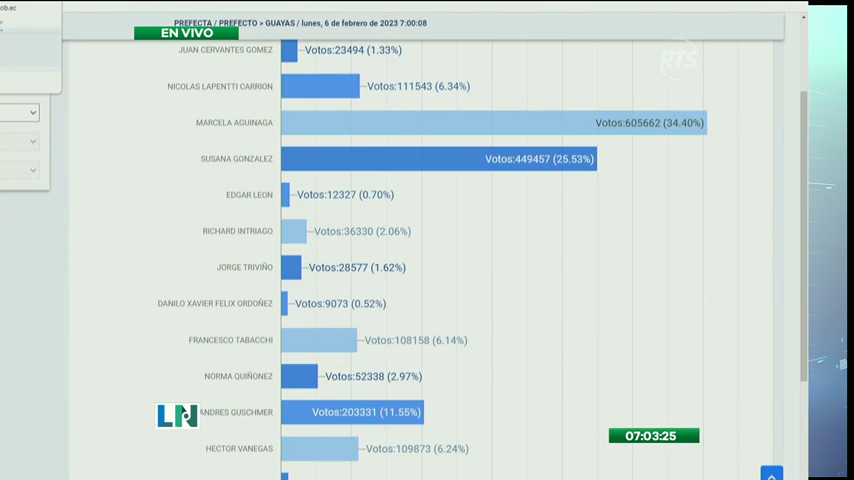 ob.ec
PREFECTA / PREFECTO > GUAYAS / lunes, 6 de febrero de 2023 7:00:08
EN VIVO
JUAN CERVANTES GOMEZ Votos:23494 (1.33%)
RTS
NICOLAS LAPENTTI CARRION Votos:111543 (6.34%)
MARCELA AGUINAGA Votos:605662 (34.40%)
SUSANA GONZALEZ Votos:449457 (25.53%)
EDGAR LEON Votos:12327 (0.70%)
RICHARD INTRIAGO Votos:36330 (2.06%)
JORGE TRIVIÑO Votos:28577 (1.62%)
DANILO XAVIER FELIX ORDOÑEZ Votos:9073 (0.52%)
FRANCESCO TABACCHI Votos:108158 (6.14%)
NORMA QUIÑONEZ Votos:52338 (2.97%)
LN ANDRES GUSCHMER Votos:203331 (11.55%)
07:03:25
HECTOR VANEGAS Votos:109873 (6.24%)